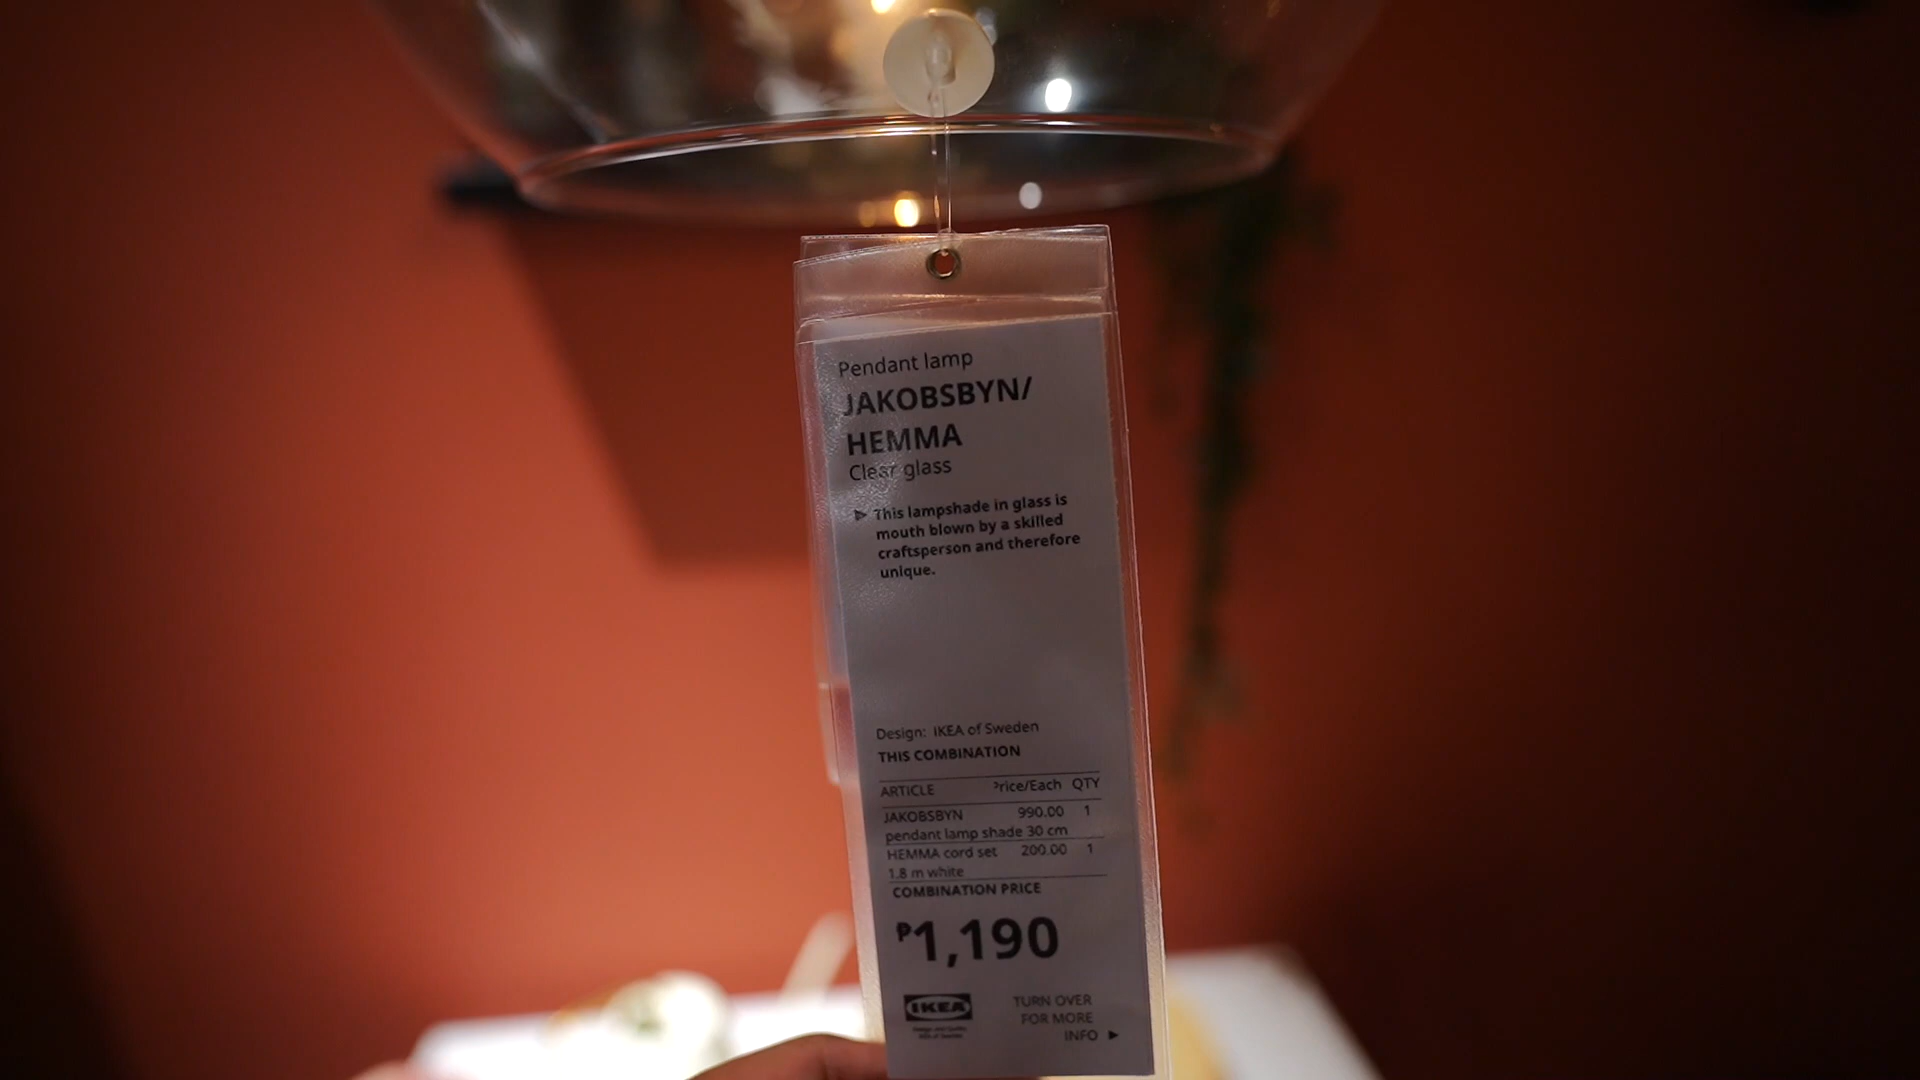 Pendant lamp
JAKOBSBYN/
HEMMA
Clear glass
► This lampshade in glass is
mouth blown by a skilled
craftsperson and therefore
unique.
Design: IKEA of Sweden
THIS COMBINATION
ARTICLE Price/Each QTY
JAKOBSBYN 990.00 1
pendant lamp shade 30 cm
HEMMA cord set 200.00 1
1.8 m white
COMBINATION PRICE
₱1,190
IKEA
TURN OVER
FOR MORE
INFO ►